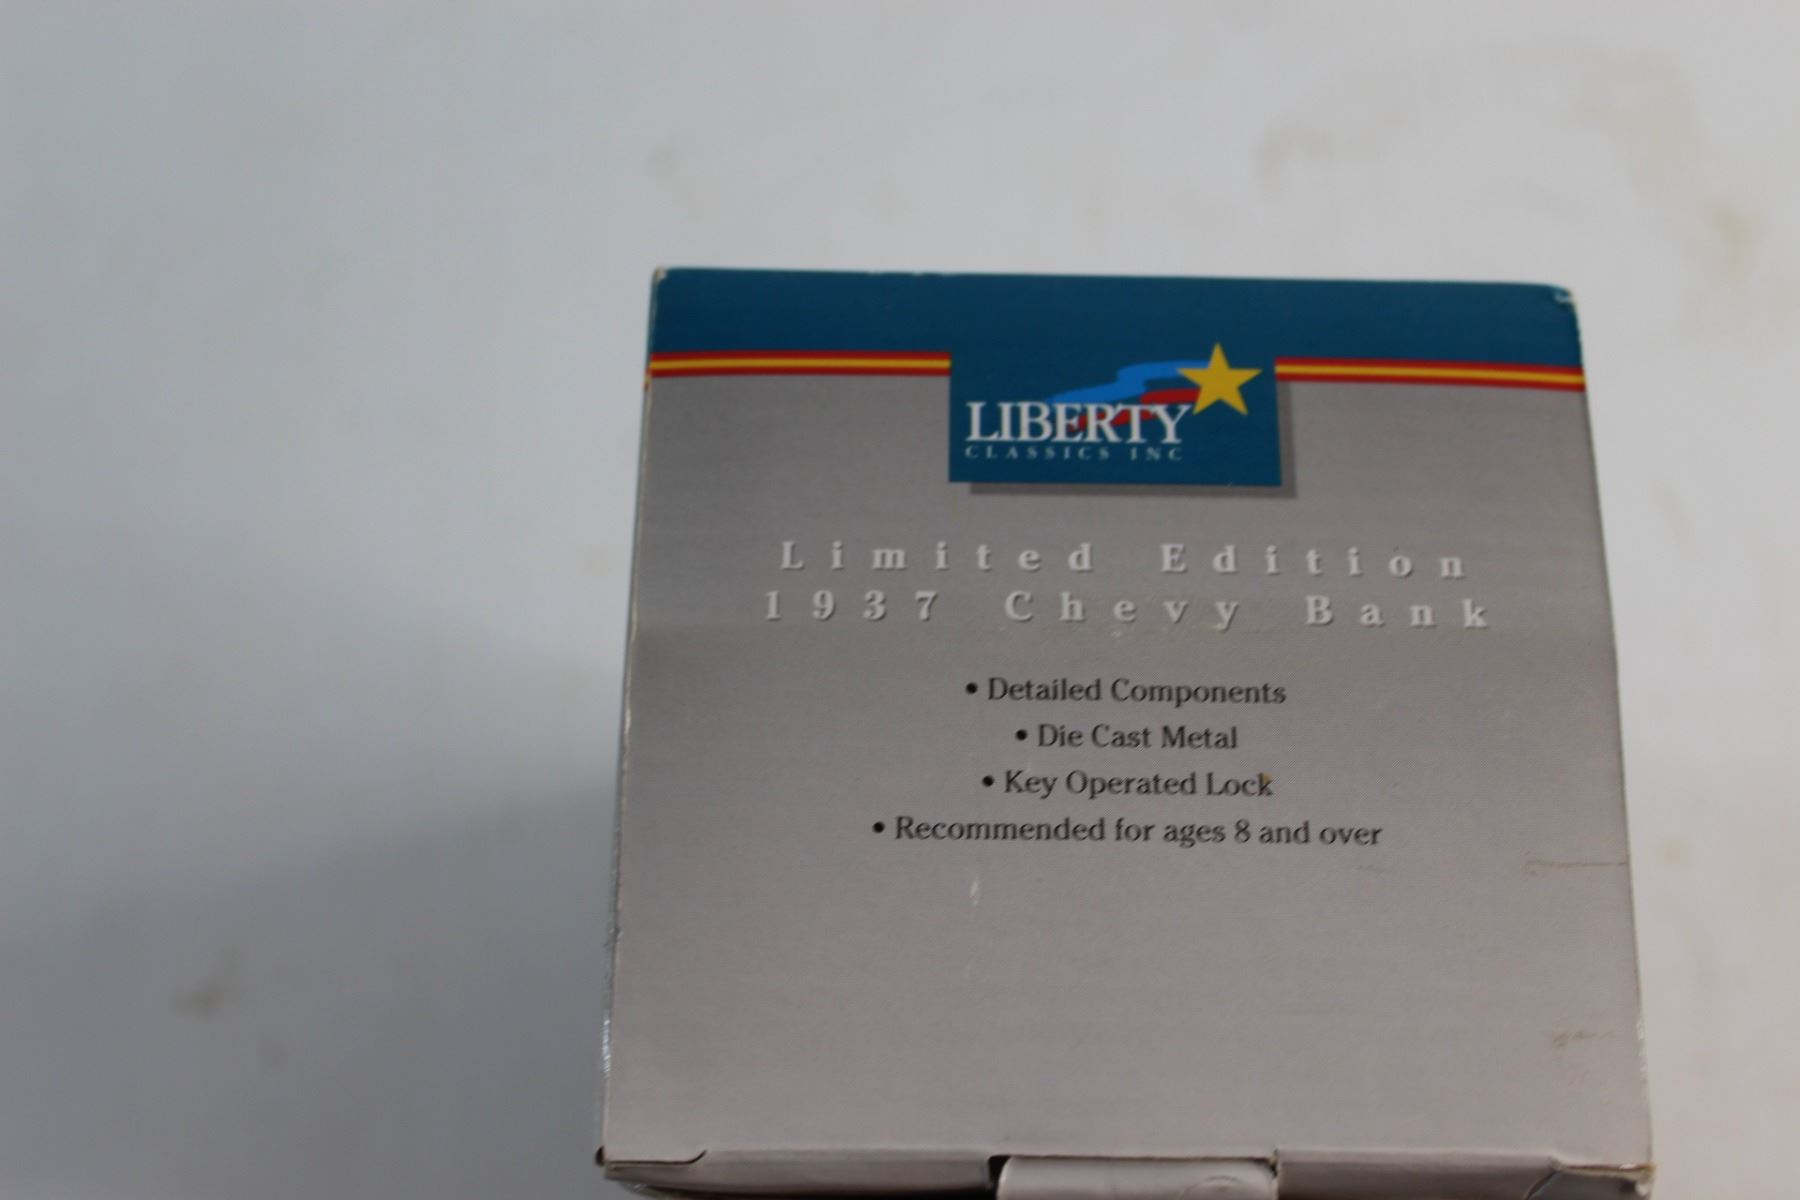 LIBERTY
CLASSICS INC
Limited Edition
1937 Chevy Bank
• Detailed Components
• Die Cast Metal
• Key Operated Lock
• Recommended for ages 8 and over